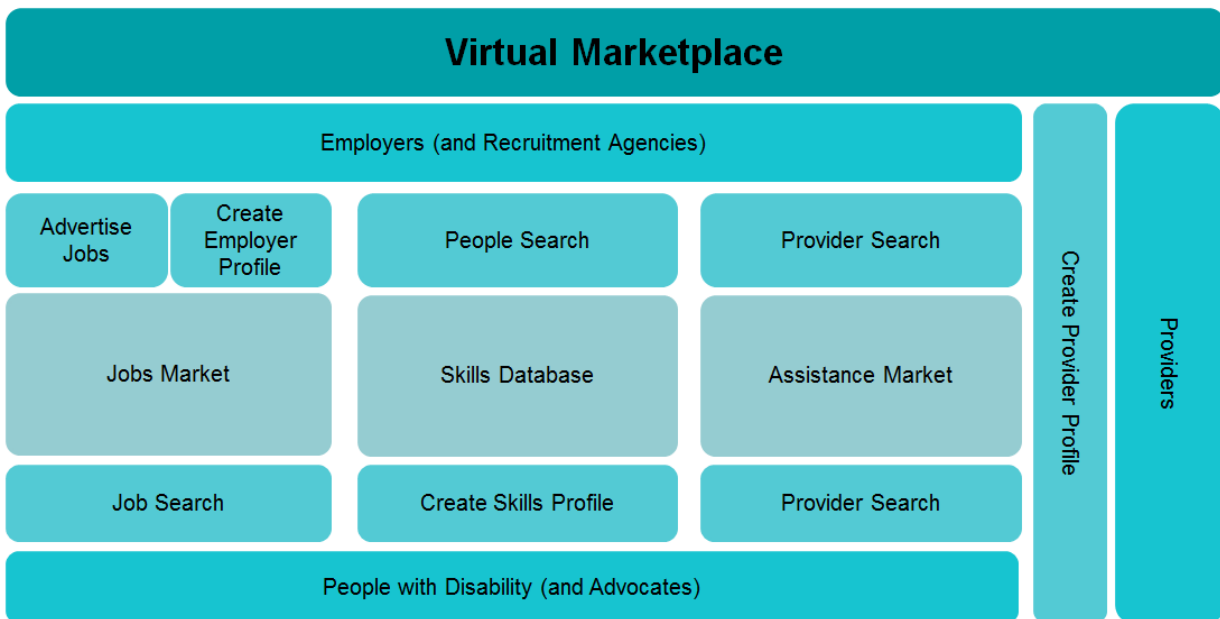 Virtual Marketplace
Employers (and Recruitment Agencies)
Advertise
Jobs
Create
Employer
Profile
People Search
Provider Search
Jobs Market
Skills Database
Assistance Market
Job Search
Create Skills Profile
Provider Search
People with Disability (and Advocates)
Create Provider Profile
Providers